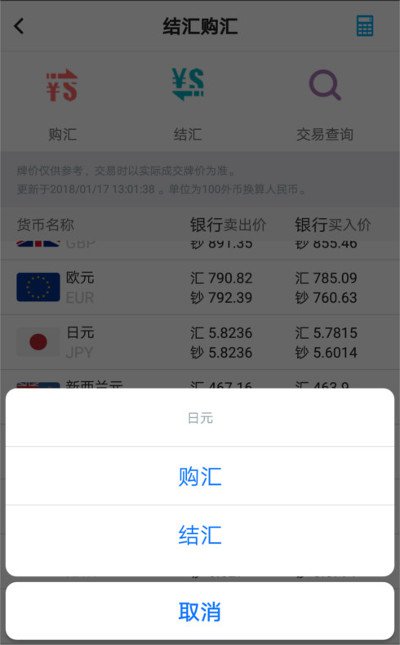 结汇购汇
购汇
结汇
交易查询
牌价仅供参考，交易时以实际成交牌价为准。
更新于2018/01/17 13:01:38 。单位为100外币换算人民币。
货币名称 银行卖出价 银行买入价
GBP 钞 891.35 钞 855.46
欧元 汇 790.82 汇 785.09
EUR 钞 792.39 钞 760.63
日元 汇 5.8236 汇 5.7815
JPY 钞 5.8236 钞 5.6014
新西兰元 汇 467.16 汇 463.9
日元
购汇
结汇
取消